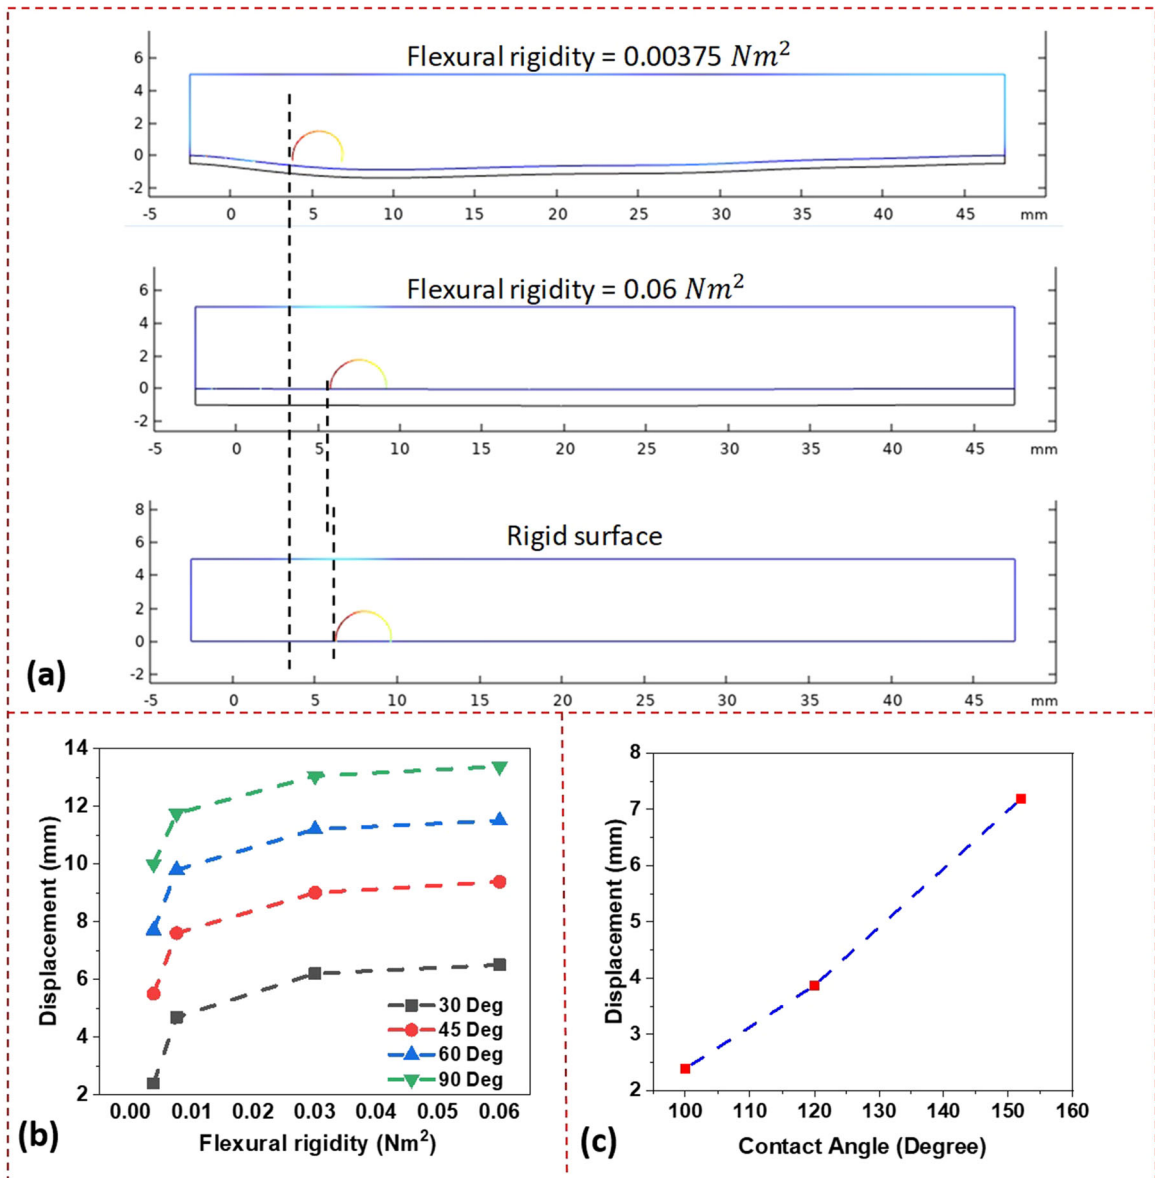 Flexural rigidity = 0.00375 Nm²
6
4
2
0
-2
-5 0 5 10 15 20 25 30 35 40 45 mm
Flexural rigidity = 0.06 Nm²
6
4
2
0
-2
-5 0 5 10 15 20 25 30 35 40 45 mm
Rigid surface
8
6
4
2
0
-2
-5 0 5 10 15 20 25 30 35 40 45 mm
(a)
Displacement (mm)
14
12
10
8
6
4
2
30 Deg
45 Deg
60 Deg
90 Deg
0.00 0.01 0.02 0.03 0.04 0.05 0.06
Flexural rigidity (Nm²)
(b)
Displacement (mm)
8
7
6
5
4
3
2
100 110 120 130 140 150 160
Contact Angle (Degree)
(c)